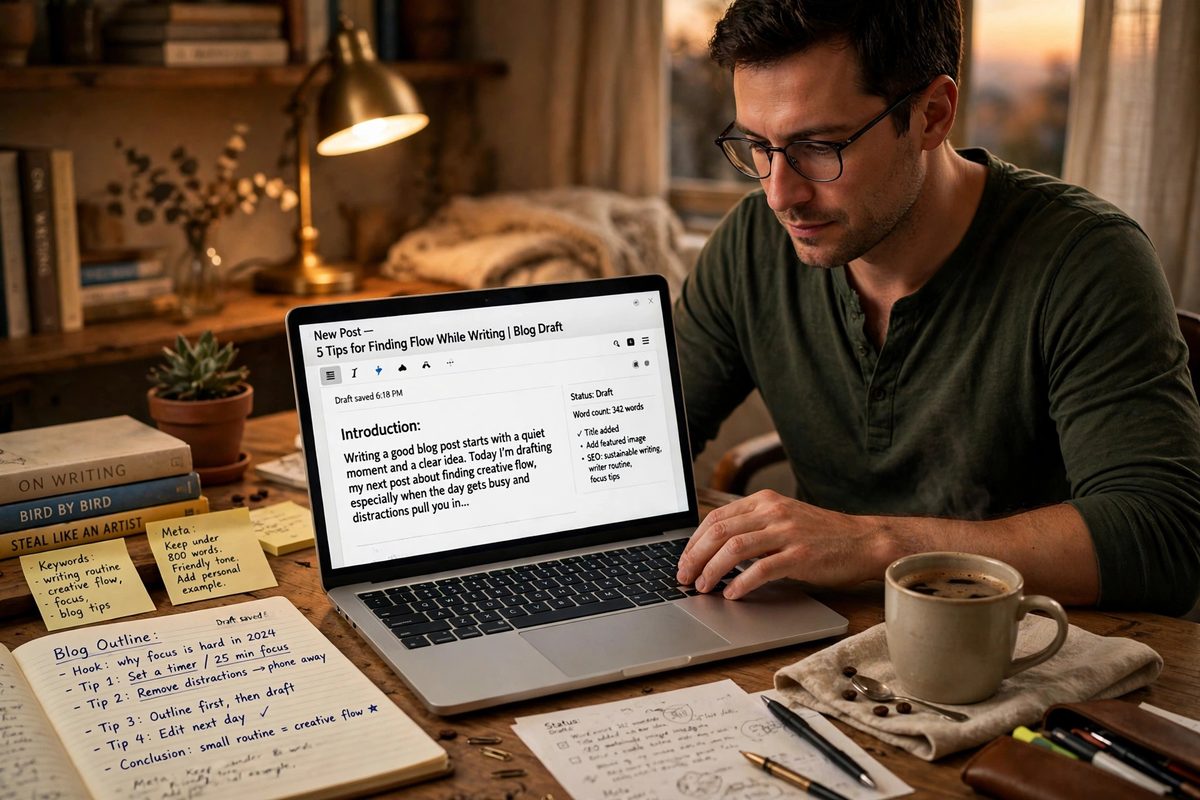 New Post —
5 Tips for Finding Flow While Writing | Blog Draft
Draft saved 6:18 PM
Introduction:
Writing a good blog post starts with a quiet
moment and a clear idea. Today I'm drafting
my next post about finding creative flow,
especially when the day gets busy and
distractions pull you in...
Status: Draft
Word count: 342 words
✓ Title added
• Add featured image
• SEO: sustainable writing,
writer routine,
focus tips
ON WRITING
ON WRITING
BIRD BY BIRD
STEAL LIKE AN ARTIST
Keywords:
- writing routine
- creative flow,
- focus,
- blog tips
Meta:
Keep under
800 words.
Friendly tone.
Add personal
example.
Draft saved!
Blog Outline:
- Hook: why focus is hard in 2024
- Tip 1: Set a timer / 25 min focus
- Tip 2: Remove distractions → phone away
- Tip 3: Outline first, then draft
- Tip 4: Edit next day ✓
- Conclusion: small routine = creative flow ★
Meta, Keep under
example.
Status:
Meta: